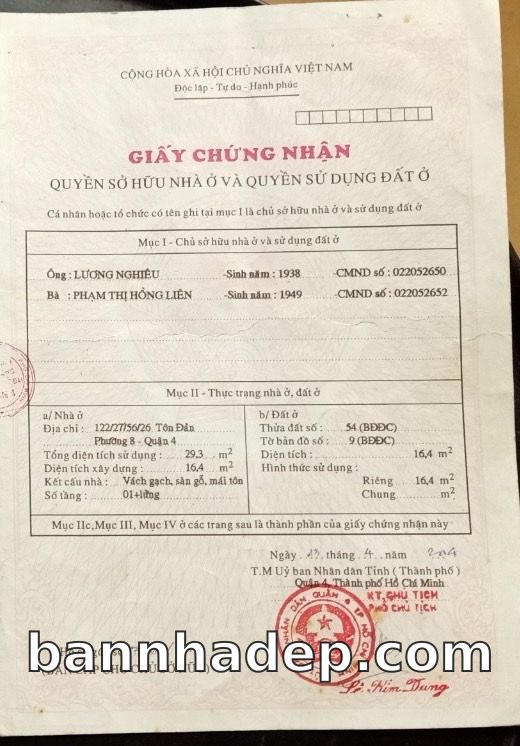 CỘNG HÒA XÃ HỘI CHỦ NGHĨA VIỆT NAM
Độc lập - Tự do - Hạnh phúc
GIẤY CHỨNG NHẬN
QUYỀN SỞ HỮU NHÀ Ở VÀ QUYỀN SỬ DỤNG ĐẤT Ở
Cá nhân hoặc tổ chức có tên ghi tại mục I là chủ sở hữu nhà ở và sử dụng đất ở
Mục I - Chủ sở hữu nhà ở và sử dụng đất ở
Ông : LƯƠNG NGHIÊU -Sinh năm : 1938 -CMND số : 022052650
Bà : PHẠM THỊ HỒNG LIÊN -Sinh năm : 1949 -CMND số : 022052652
Mục II - Thực trạng nhà ở, đất ở
a/ Nhà ở
Địa chỉ : 122/27/56/26 Tôn Đản
Phường 8 - Quận 4
Tổng diện tích sử dụng : 29,3 m²
Diện tích xây dựng : 16,4 m²
Kết cấu nhà : Vách gạch, sàn gỗ, mái tôn
Số tầng : 01+lửng
b/ Đất ở
Thửa đất số : 54 (BĐĐC)
Tờ bản đồ số : 9 (BĐĐC)
Diện tích : 16,4 m²
Hình thức sử dụng :
Riêng 16,4 m²
Chung m²
Mục IIc,Mục III, Mục IV ở các trang sau là thành phần của giấy chứng nhận này
Ngày tháng 4 năm
T.M Uỷ ban Nhân dân Tỉnh ( Thành phố )
Quận 4, Thành phố Hồ Chí Minh
KT.CHỦ TỊCH
PHÓ CHỦ TỊCH
bannhadep.com
Kim Dung